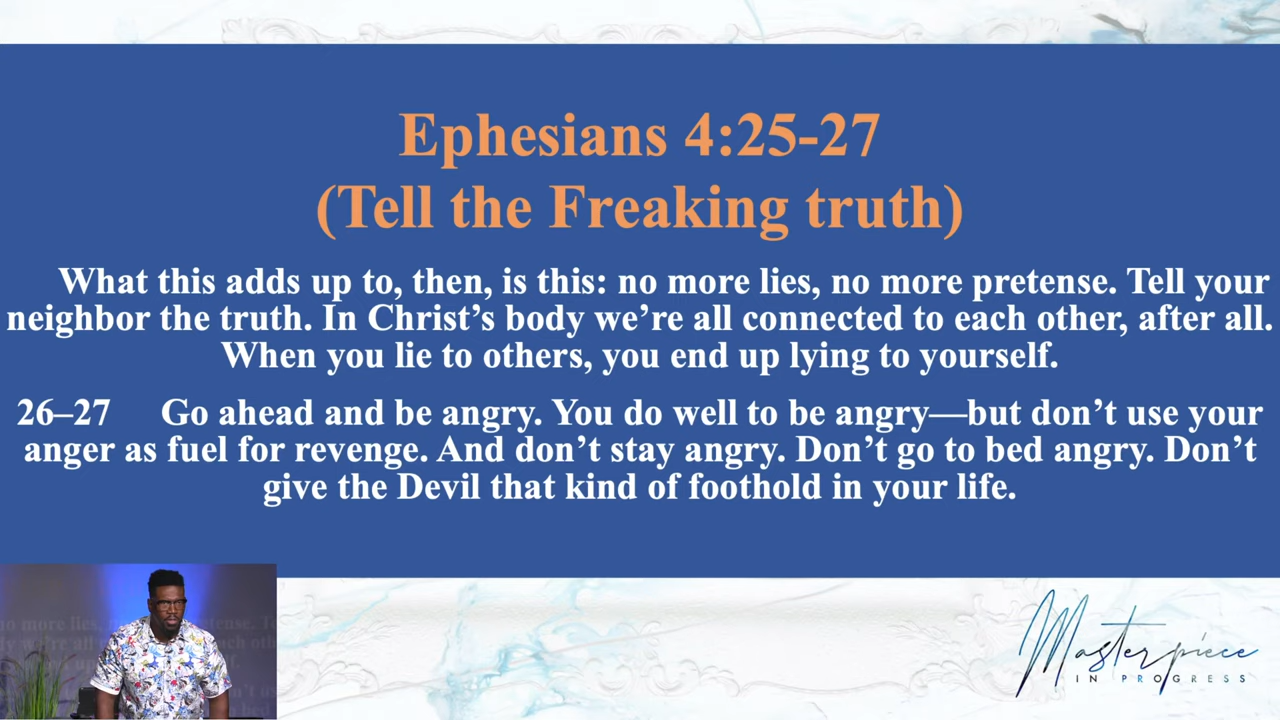 Ephesians 4:25-27
(Tell the Freaking truth)
What this adds up to, then, is this: no more lies, no more pretense. Tell your
neighbor the truth. In Christ’s body we’re all connected to each other, after all.
When you lie to others, you end up lying to yourself.
26–27 Go ahead and be angry. You do well to be angry—but don’t use your
anger as fuel for revenge. And don’t stay angry. Don’t go to bed angry. Don’t
give the Devil that kind of foothold in your life.
no more lies,
Masterpiece
IN PROGRESS